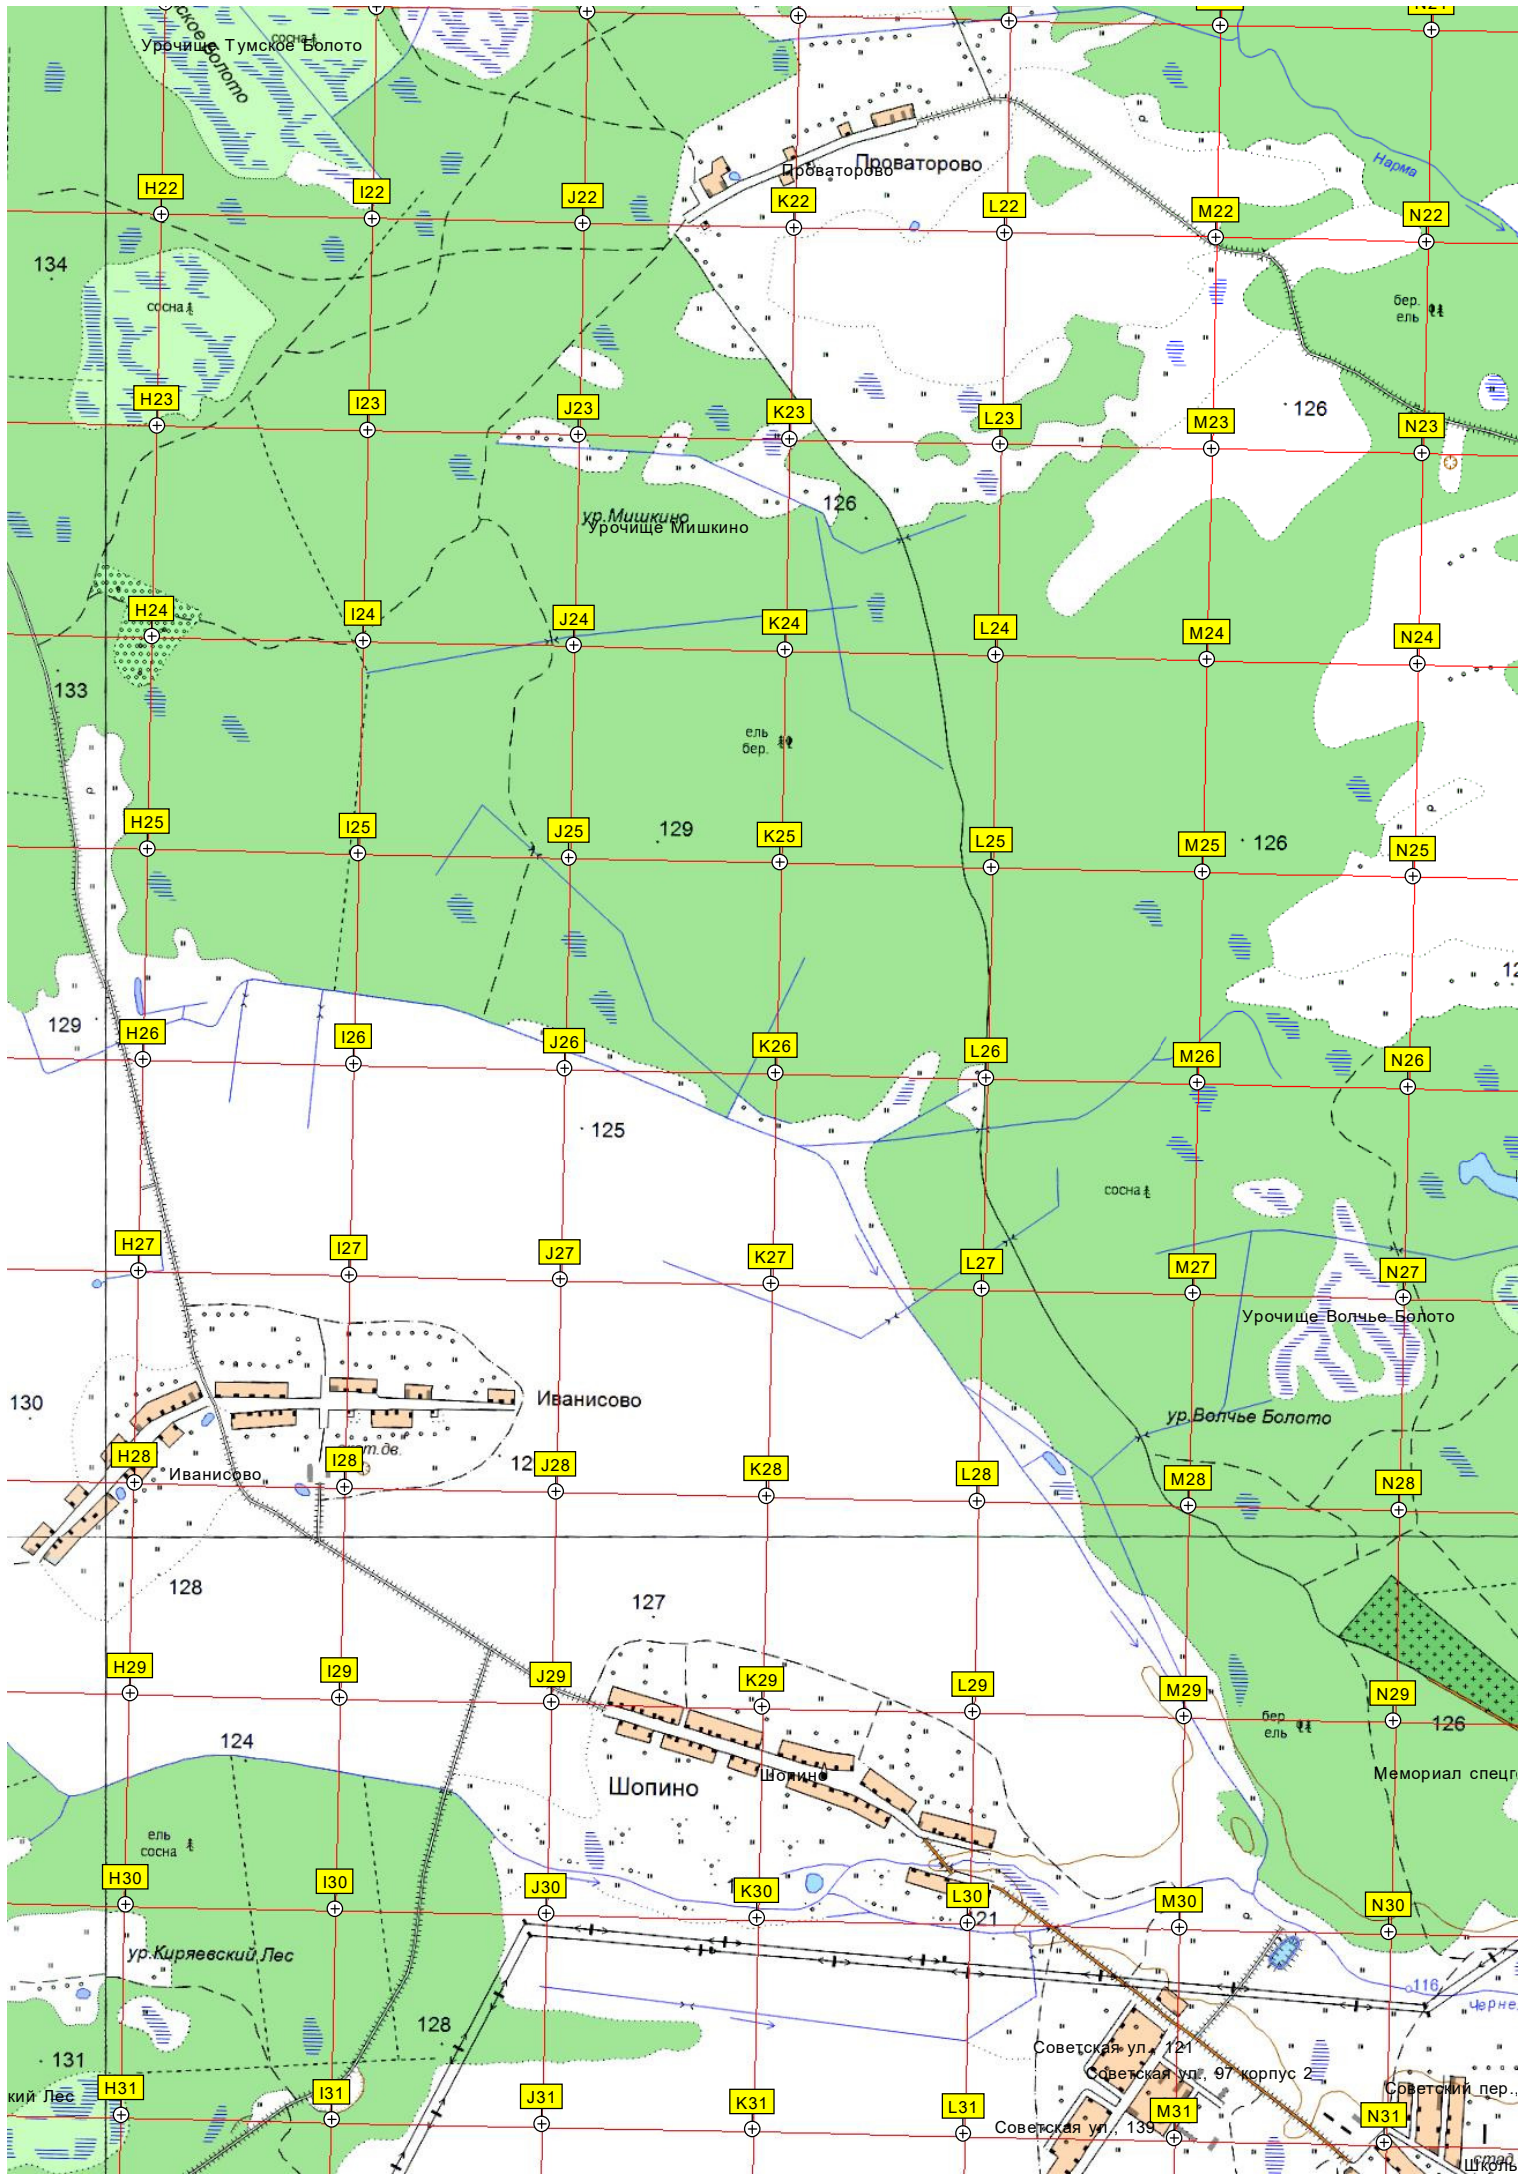 сосна
Урочище Тумское Болото
Нарма
Проваторово
Проваторово
H22
I22
J22
K22
L22
M22
N22
134
сосна
бер.
ель
H23
I23
J23
K23
L23
M23
N23
126
126
ур.Мишкино
Урочище Мишкино
H24
I24
J24
K24
L24
M24
N24
133
ель
бер.
H25
I25
J25
K25
L25
M25
N25
129
126
129
H26
I26
J26
K26
L26
M26
N26
125
сосна
H27
I27
J27
K27
L27
M27
N27
Урочище Волчье Болото
130
Иванисово
ур.Волчье Болото
H28
I28
J28
K28
L28
M28
N28
Иванисово
128
127
H29
I29
J29
K29
L29
M29
N29
бер
ель
126
124
Шопино
Шопино
Мемориал
ель
сосна
H30
I30
J30
K30
L30
M30
N30
21
ур.Киряевский Лес
116
128
131
Советская ул., 121
Советская ул., 97 корпус 2
Советский пер.,
кий Лес
H31
I31
J31
K31
L31
M31
N31
Советская ул., 139